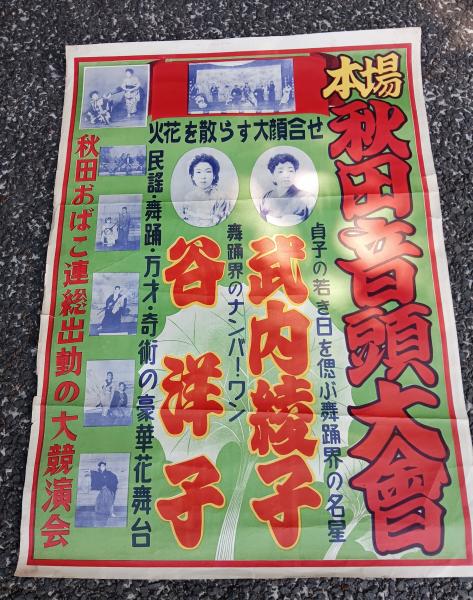 本場
秋田音頭大會
火花を散らす大顔合せ
貞子の若き日を偲ぶ舞踊界の名星
武内綾子
舞踊界のナンバーワン
谷洋子
民謡・舞踊・万才・奇術の豪華花舞台
秋田おばこ連総出動の大競演会